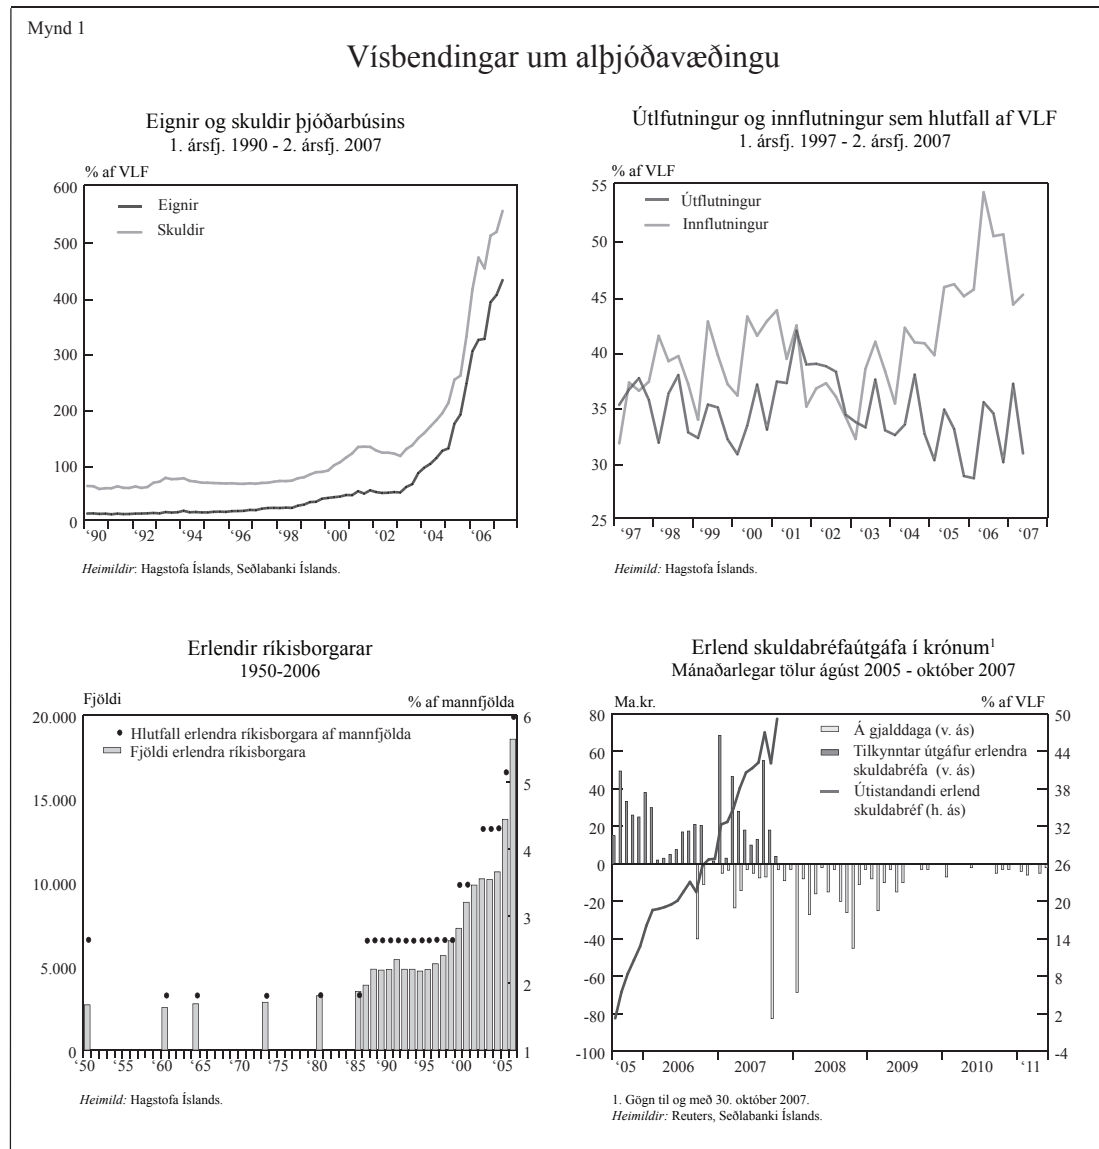 Mynd 1
Vísbendingar um alþjóðavæðingu
Eignir og skuldir þjóðarbúsins
1. ársfj. 1990 - 2. ársfj. 2007
% af VLF
600
500
400
300
200
100
0
Eignir
Skuldir
‘90 ‘92 ‘94 ‘96 ‘98 ‘00 ‘02 ‘04 ‘06
Heimildir: Hagstofa Íslands, Seðlabanki Íslands.
Útlfutningur og innflutningur sem hlutfall af VLF
1. ársfj. 1997 - 2. ársfj. 2007
% af VLF
55
50
45
40
35
30
25
Útflutningur
Innflutningur
‘97 ‘98 ‘99 ‘00 ‘01 ‘02 ‘03 ‘04 ‘05 ‘06 ‘07
Heimild: Hagstofa Íslands.
Erlendir ríkisborgarar
1950-2006
Fjöldi
% af mannfjölda
20.000
15.000
10.000
5.000
0
Hlutfall erlendra ríkisborgara af mannfjölda
Fjöldi erlendra ríkisborgara
6
5
4
3
2
1
‘50 ‘55 ‘60 ‘65 ‘70 ‘75 ‘80 ‘85 ‘90 ‘95 ‘00 ‘05
Heimild: Hagstofa Íslands.
Erlend skuldabréfaútgáfa í krónum1
Mánaðarlegar tölur ágúst 2005 - október 2007
Ma.kr.
% af VLF
80
60
40
20
0
-20
-40
-60
-80
-100
Á gjalddaga (v. ás)
Tilkynntar útgáfur erlendra
skuldabréfa (v. ás)
Útistandandi erlend
skuldabréf (h. ás)
50
44
38
32
26
20
14
8
2
-4
‘05 2006 2007 2008 2009 2010 ‘11
1. Gögn til og með 30. október 2007.
Heimildir: Reuters, Seðlabanki Íslands.